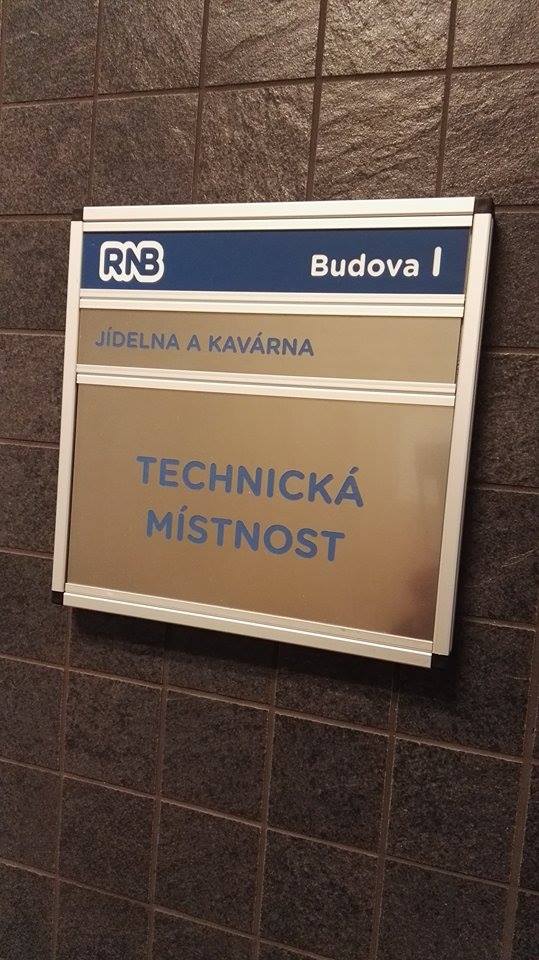 RNB Budova I
JÍDELNA A KAVÁRNA
TECHNICKÁ
MÍSTNOST